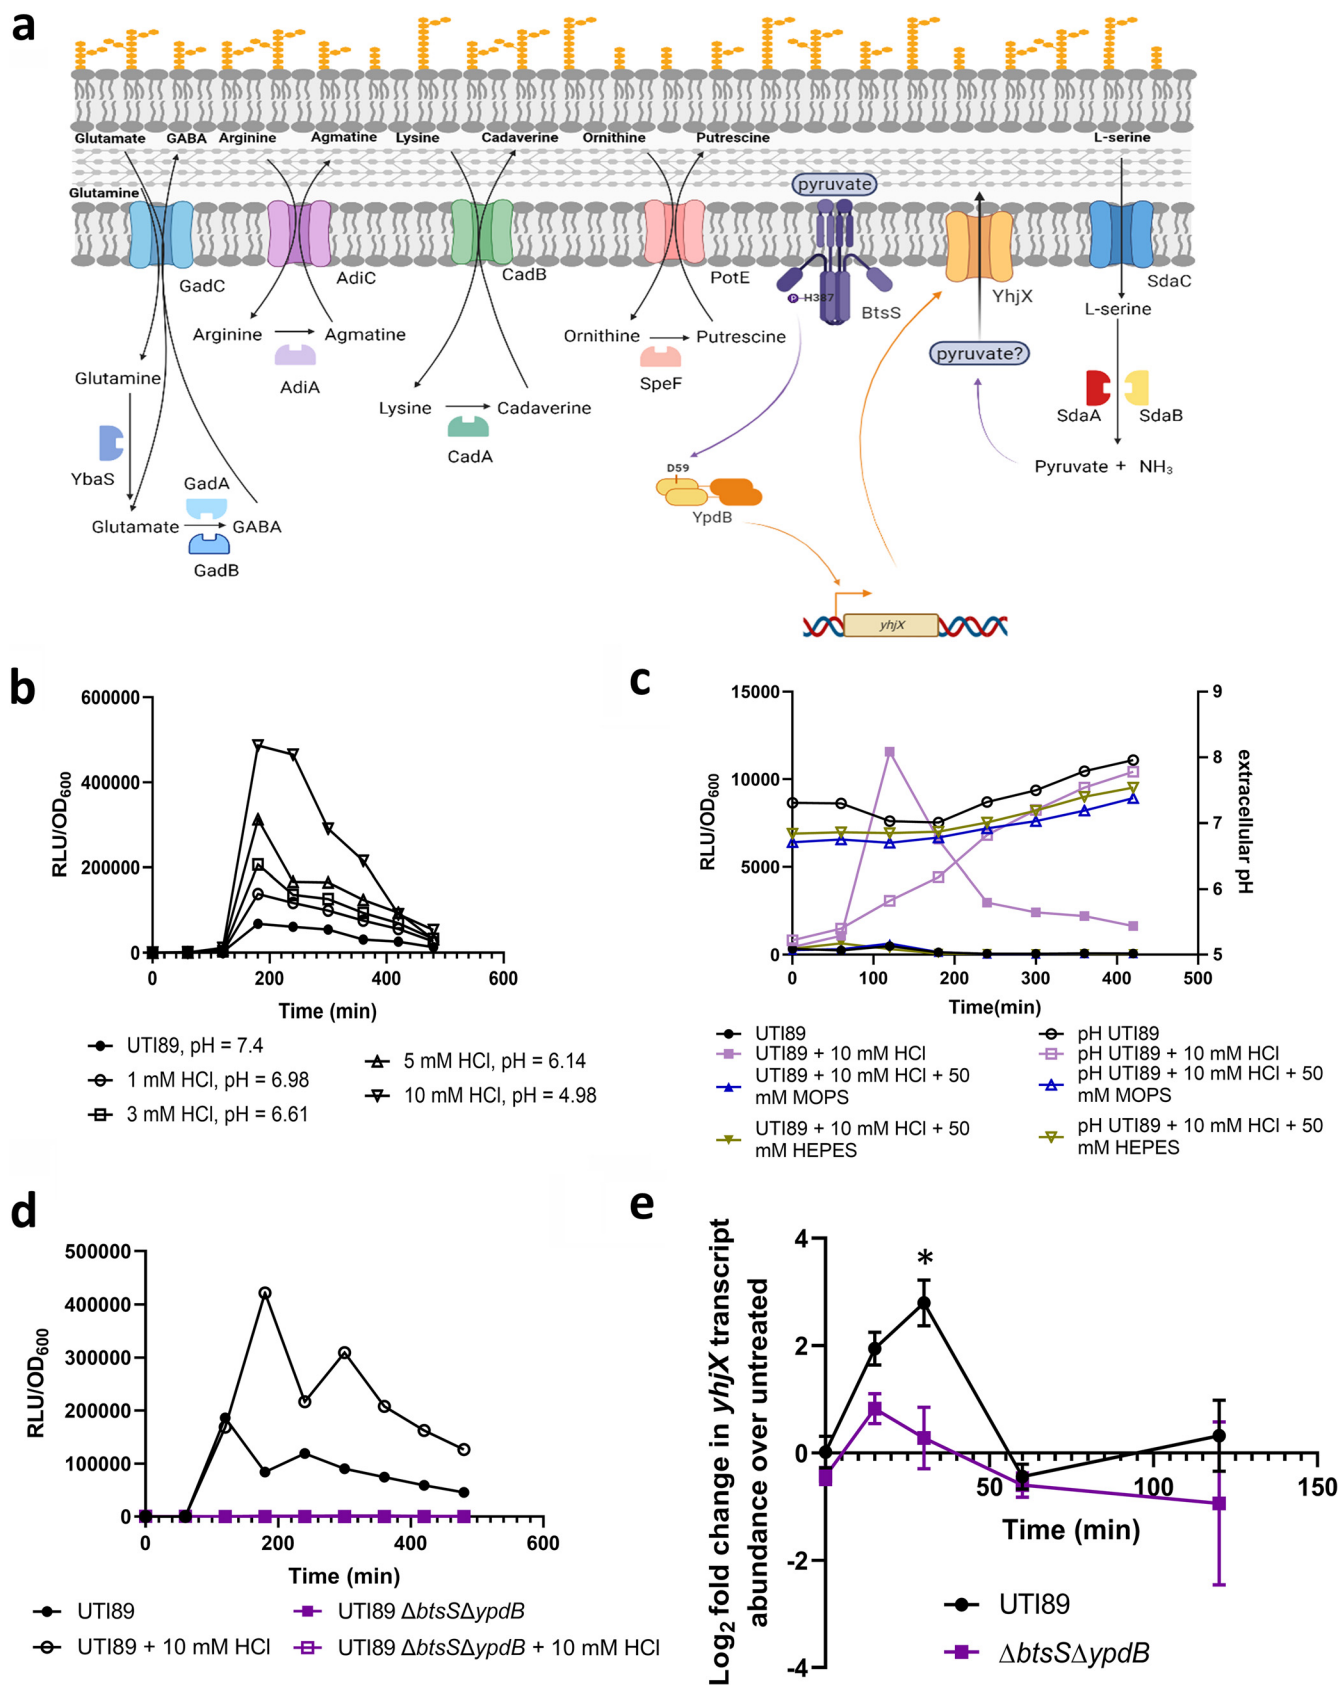 a
Glutamate GABA Arginine Agmatine Lysine Cadaverine Ornithine Putrescine L-serine
Glutamine
pyruvate
GadC
AdiC
CadB
PotE
P H387
BtsS
YhjX
SdaC
Arginine Agmatine
AdiA
Ornithine Putrescine
SpeF
L-serine
pyruvate?
Glutamine
Lysine Cadaverine
CadA
SdaA SdaB
YbaS
GadA
Glutamate GABA
GadB
D59
YpdB
Pyruvate + NH3
yhjX
b
RLU/OD600
600000
400000
200000
0
0 200 400 600
Time (min)
UTI89, pH = 7.4
1 mM HCl, pH = 6.98
3 mM HCl, pH = 6.61
5 mM HCl, pH = 6.14
10 mM HCl, pH = 4.98
c
RLU/OD600
15000
10000
5000
0
9
8
7
6
5
extracellular pH
0 100 200 300 400 500
Time(min)
UTI89
UTI89 + 10 mM HCl
UTI89 + 10 mM HCl + 50
mM MOPS
UTI89 + 10 mM HCl + 50
mM HEPES
pH UTI89
pH UTI89 + 10 mM HCl
pH UTI89 + 10 mM HCl + 50
mM MOPS
pH UTI89 + 10 mM HCl + 50
mM HEPES
d
RLU/OD600
500000
400000
300000
200000
100000
0
0 200 400 600
Time (min)
UTI89
UTI89 + 10 mM HCl
UTI89 ΔbtsSΔypdB
UTI89 ΔbtsSΔypdB + 10 mM HCl
e
Log2 fold change in yhjX transcript
abundance over untreated
4
2
0
-2
-4
*
50 100 150
Time (min)
UTI89
ΔbtsSΔypdB